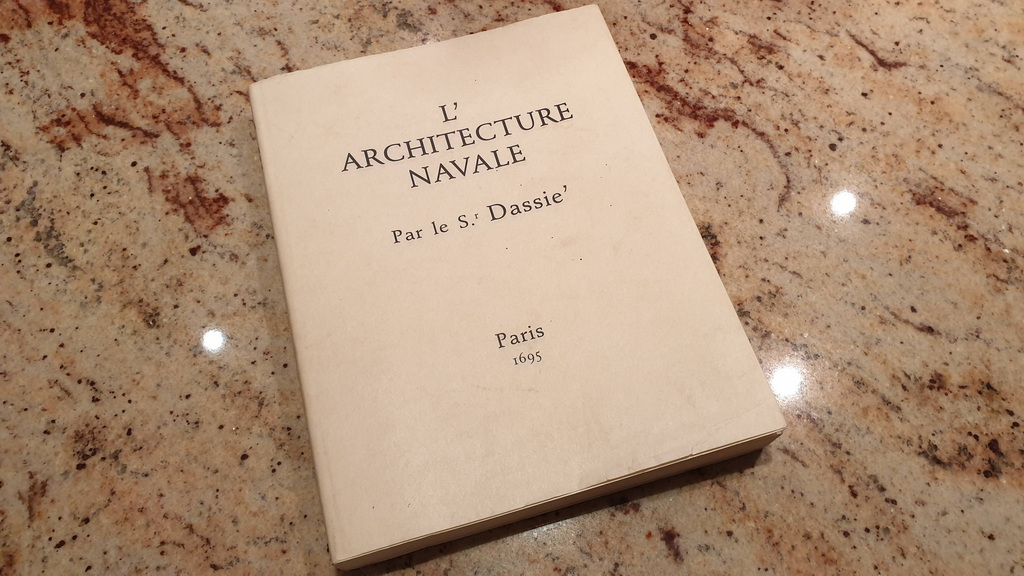 L'
ARCHITECTURE
NAVALE
Par le S.r Dassie'
Paris
1695